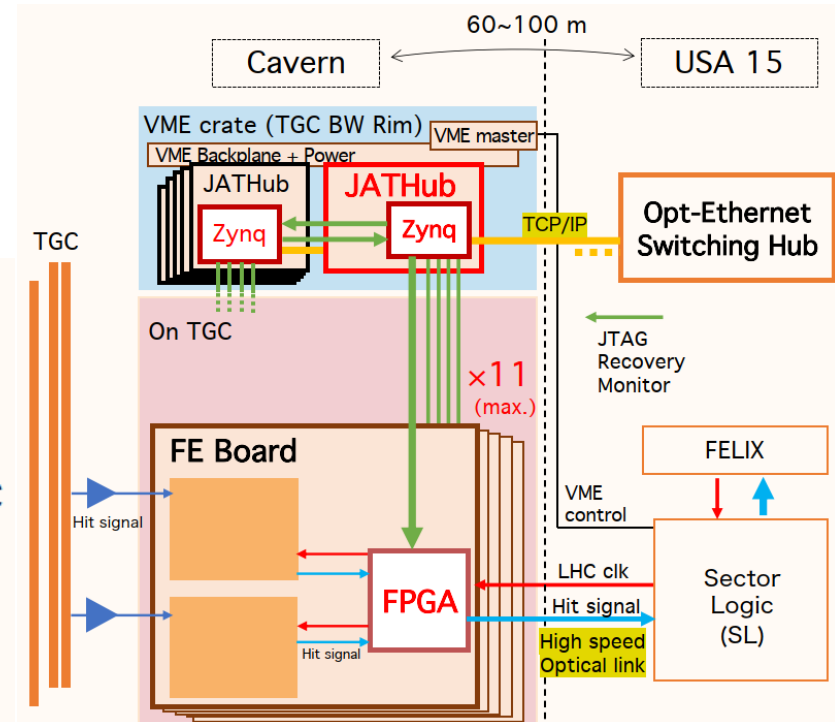 60~100 m
Cavern
USA 15
VME crate (TGC BW Rim)
VME master
VME Backplane + Power
JATHub
JATHub
Zynq
Zynq
TCP/IP
Opt-Ethernet
Switching Hub
TGC
On TGC
JTAG
Recovery
Monitor
×11
(max.)
FE Board
FELIX
Hit signal
VME
control
FPGA
LHC clk
Hit signal
Sector
Logic
(SL)
High speed
Optical link
Hit signal